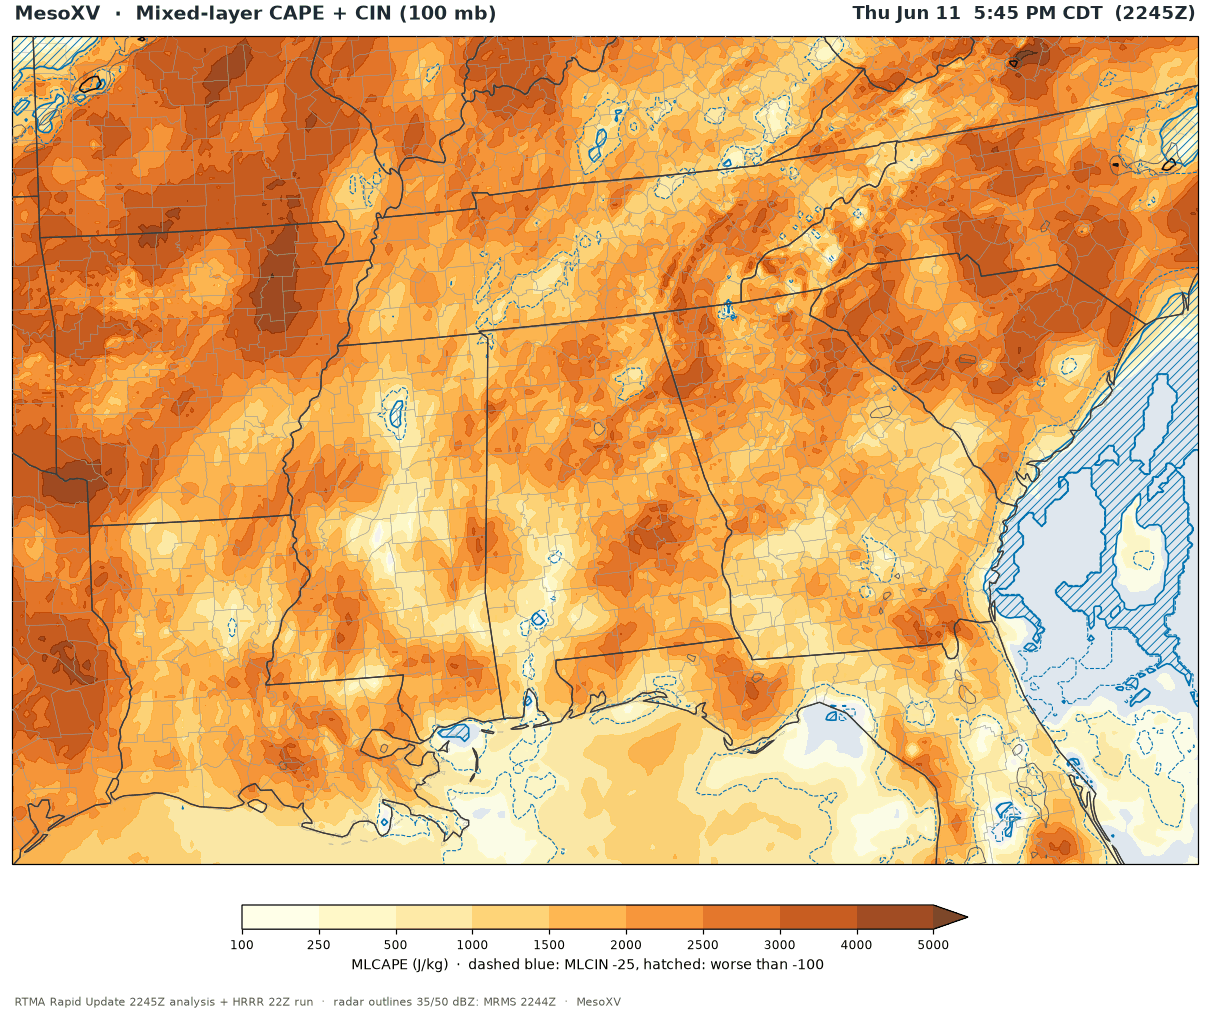 MesoXV · Mixed-layer CAPE + CIN (100 mb)
Thu Jun 11 5:45 PM CDT (2245Z)
100 250 500 1000 1500 2000 2500 3000 4000 5000
MLCAPE (J/kg) · dashed blue: MLCIN -25, hatched: worse than -100
RTMA Rapid Update 2245Z analysis + HRRR 22Z run · radar outlines 35/50 dBZ: MRMS 2244Z · MesoXV